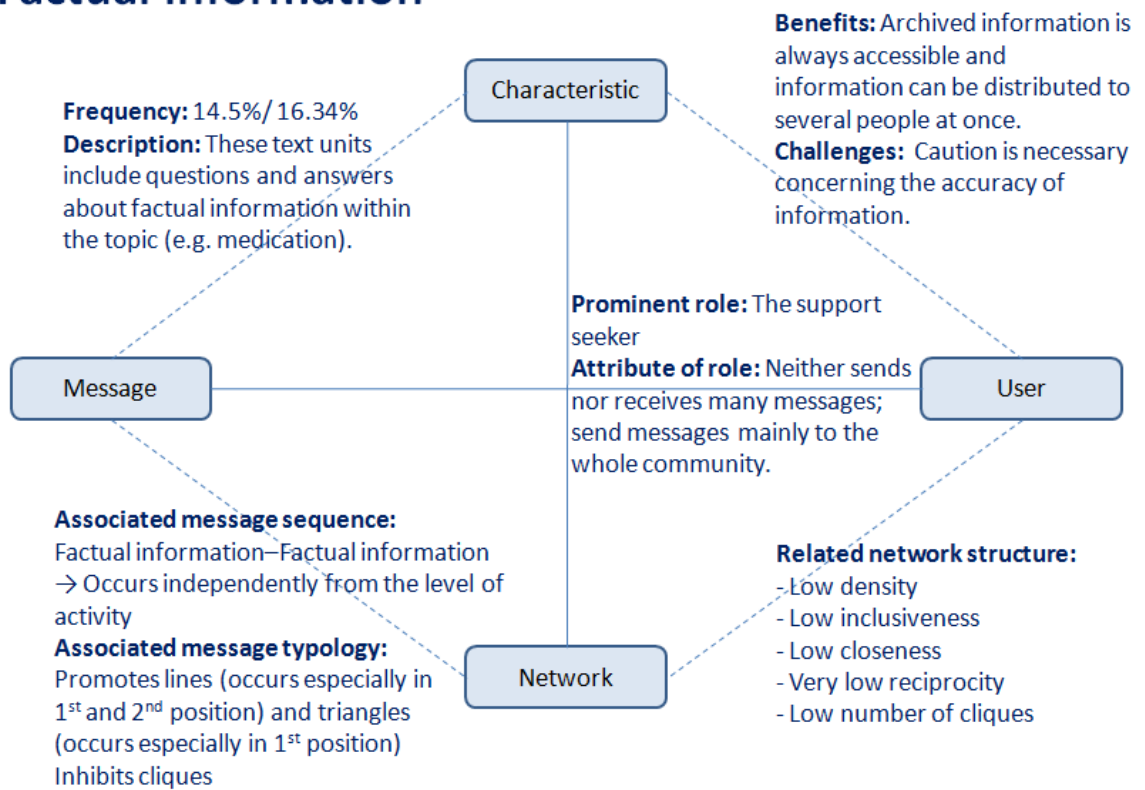 Factual Information
Benefits: Archived information is
always accessible and
information can be distributed to
several people at once.
Challenges: Caution is necessary
concerning the accuracy of
information.
Characteristic
Frequency: 14.5%/ 16.34%
Description: These text units
include questions and answers
about factual information within
the topic (e.g. medication).
Prominent role: The support
seeker
Attribute of role: Neither sends
nor receives many messages;
send messages mainly to the
whole community.
Message
User
Associated message sequence:
Factual information–Factual information
→ Occurs independently from the level of
activity
Associated message typology:
Promotes lines (occurs especially in
1st and 2nd position) and triangles
(occurs especially in 1st position)
Inhibits cliques
Network
Related network structure:
- Low density
- Low inclusiveness
- Low closeness
- Very low reciprocity
- Low number of cliques